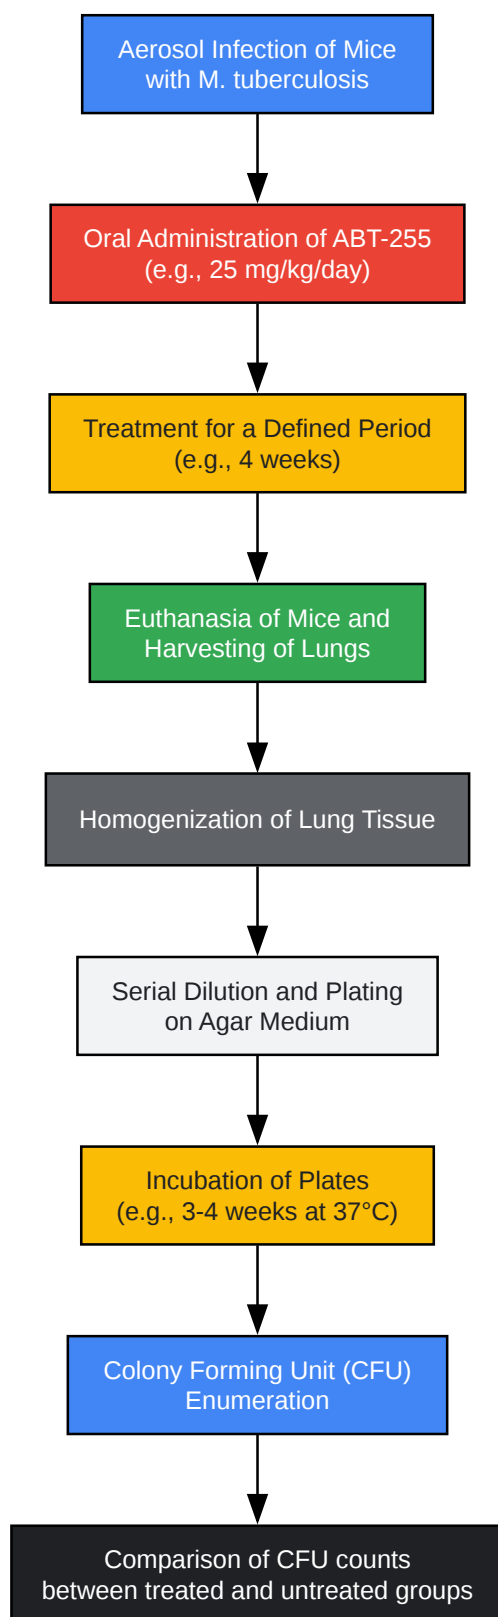 Aerosol Infection of Mice
with M. tuberculosis
Oral Administration of ABT-255
(e.g., 25 mg/kg/day)
Treatment for a Defined Period
(e.g., 4 weeks)
Euthanasia of Mice and
Harvesting of Lungs
Homogenization of Lung Tissue
Serial Dilution and Plating
on Agar Medium
Incubation of Plates
(e.g., 3-4 weeks at 37°C)
Colony Forming Unit (CFU)
Enumeration
Comparison of CFU counts
between treated and untreated groups